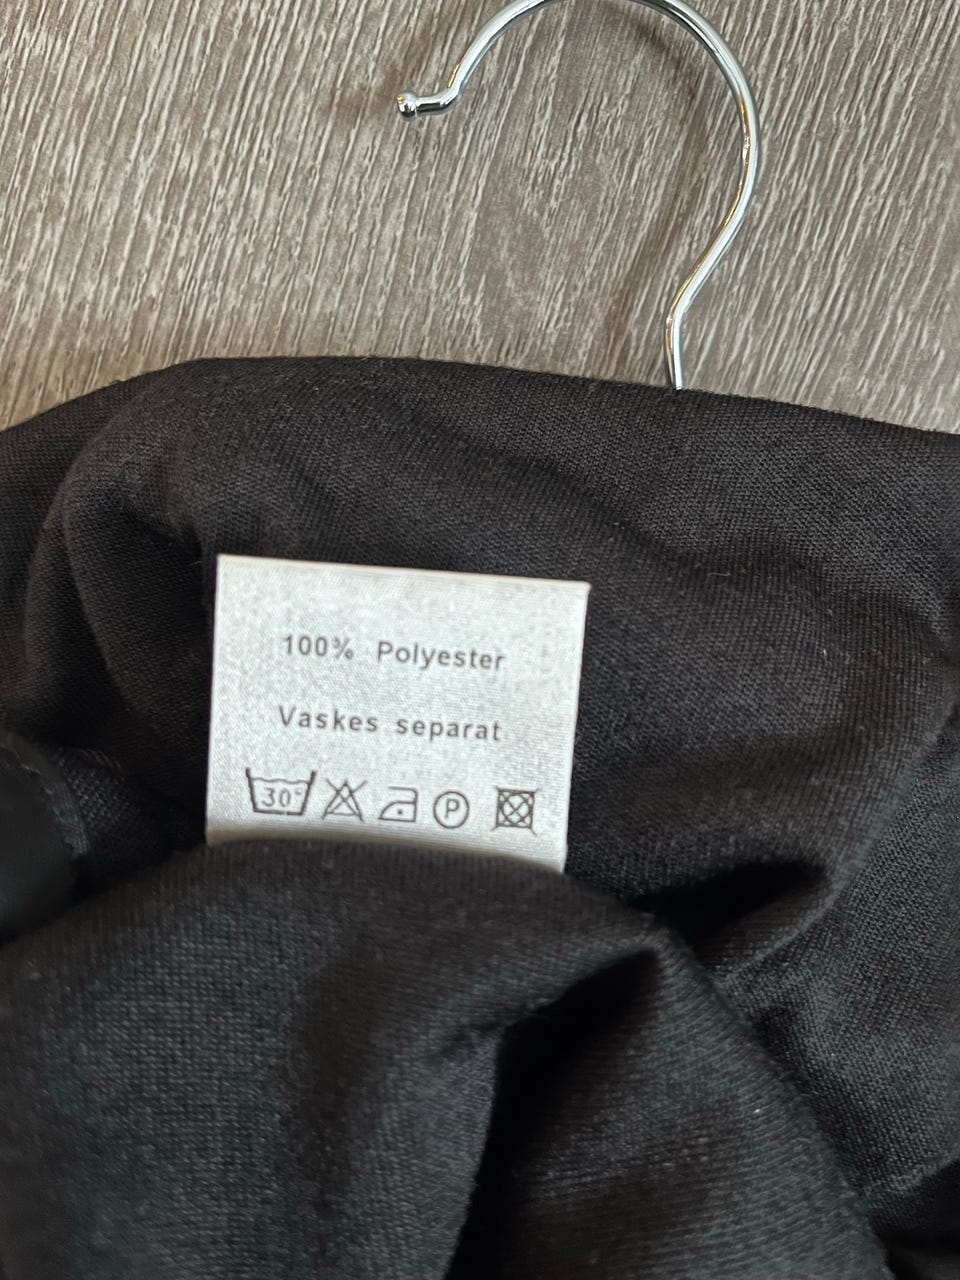 100% Polyester
Vaskes separat
30° P